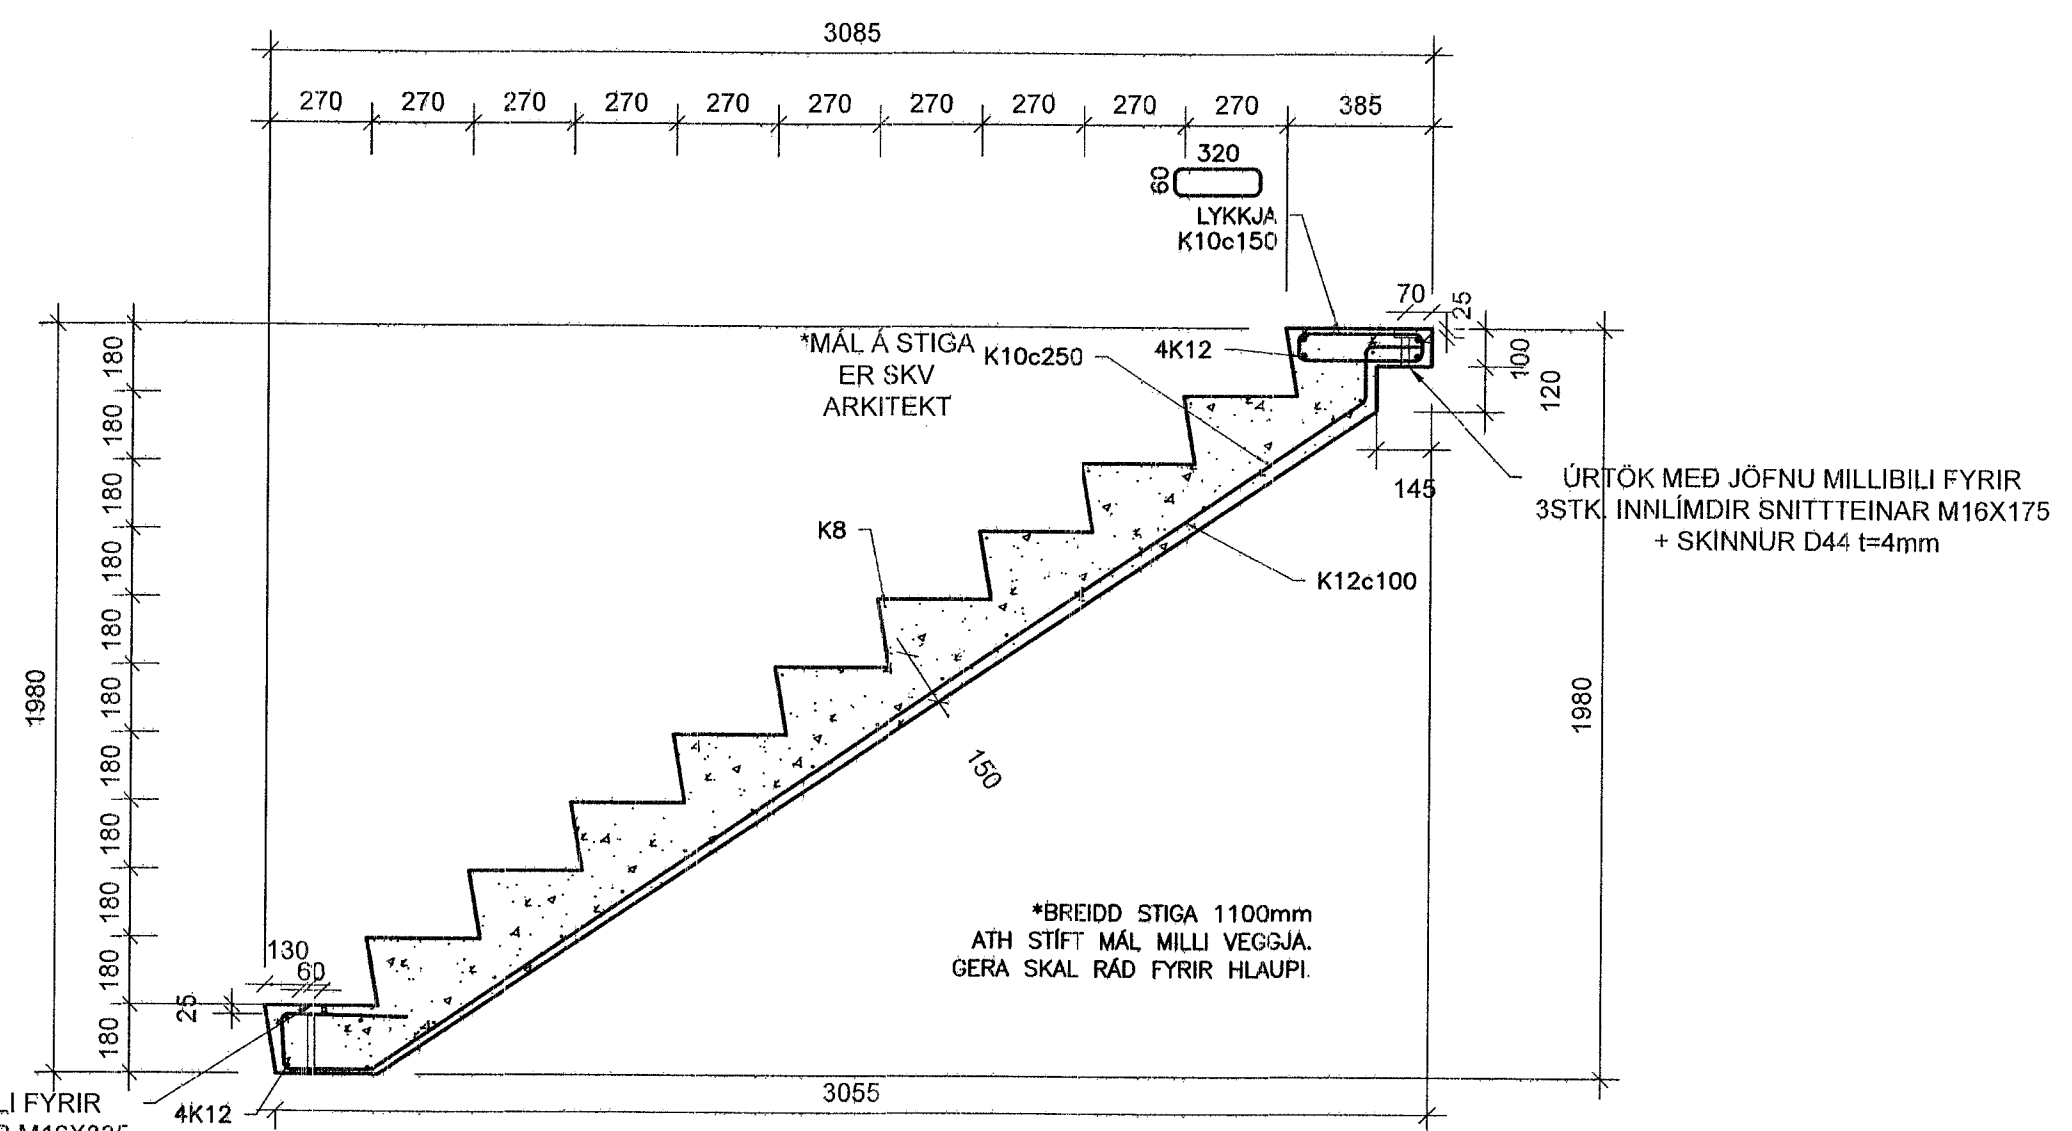 3085
270 270 270 270 270 270 270 270 270 270 385
320
60
LYKKJA
K10c150
70
25
*MÁL Á STIGA
ER SKV
ARKITEKT
K10c250
4K12
100
120
145
ÚRTÖK MEÐ JÖFNU MILLIBILI FYRIR
3STK. INNLÍMDIR SNITTTEINAR M16X175
+ SKINNUR D44 t=4mm
K8
K12c100
150
1980
180
180
180
180
180
180
180
180
180
180
180
1980
*BREIDD STIGA 1100mm
ATH STÍFT MÁL MILLI VEGGJA.
GERA SKAL RÁÐ FYRIR HLAUPI.
130
60
25
3055
LI FYRIR
4K12